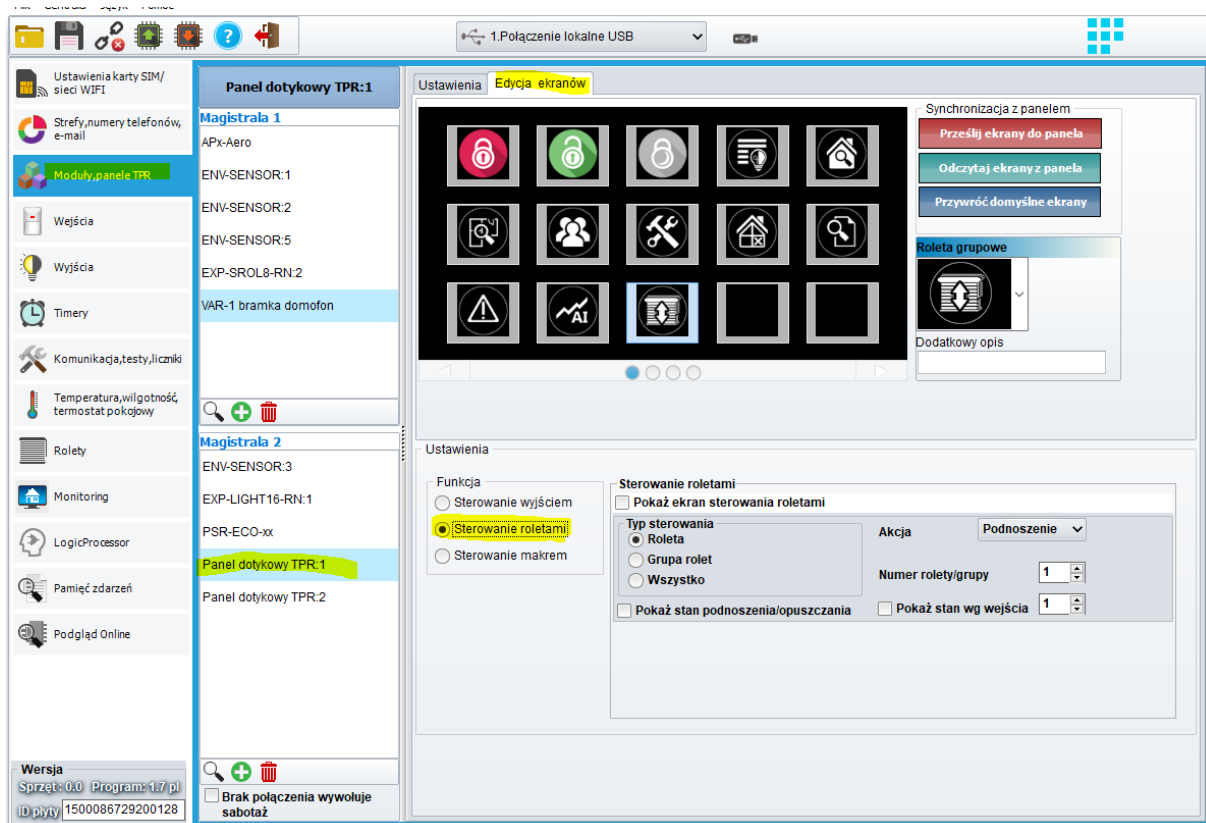 1.Połączenie lokalne USB
Ustawienia karty SIM/
sieci WIFI
Strefy,numery telefonów,
e-mail
Moduły,panele TPR
Wejścia
Wyjścia
Timery
Komunikacja,testy,liczniki
Temperatura,wilgotność,
termostat pokojowy
Rolety
Monitoring
LogicProcessor
Pamięć zdarzeń
Podgląd Online
Wersja
Sprzęt : 0.0 Program: 1.7 pl
ID płyty 1500086729200128
Panel dotykowy TPR:1
Magistrala 1
APx-Aero
ENV-SENSOR:1
ENV-SENSOR:2
ENV-SENSOR:5
EXP-SROL8-RN:2
VAR-1 bramka domofon
Magistrala 2
ENV-SENSOR:3
EXP-LIGHT16-RN:1
PSR-ECO-xx
Panel dotykowy TPR:1
Panel dotykowy TPR:2
Brak połączenia wywołuje
sabotaż
Ustawienia Edycja ekranów
AI
Synchronizacja z panelem
Prześlij ekrany do panela
Odczytaj ekrany z panela
Przywróć domyślne ekrany
Roleta grupowe
Dodatkowy opis
Ustawienia
Funkcja
Sterowanie wyjściem
Sterowanie roletami
Sterowanie makrem
Sterowanie roletami
Pokaż ekran sterowania roletami
Typ sterowania
Roleta
Grupa rolet
Wszystko
Akcja Podnoszenie
Numer rolety/grupy 1
Pokaż stan podnoszenia/opuszczania
Pokaż stan wg wejścia 1